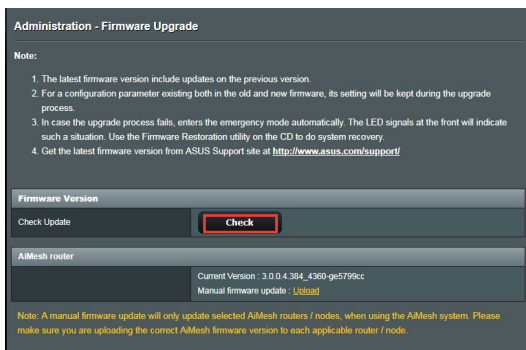 Administration - Firmware Upgrade
Note:
1. The latest firmware version include updates on the previous version.
2. For a configuration parameter existing both in the old and new firmware, its setting will be kept during the upgrade
process.
3. In case the upgrade process fails, enters the emergency mode automatically. The LED signals at the front will indicate
such a situation. Use the Firmware Restoration utility on the CD to do system recovery.
4. Get the latest firmware version from ASUS Support site at http://www.asus.com/support/
Firmware Version
Check Update
Check
AiMesh router
Current Version : 3.0.0.4.384_4360-ge5799cc
Manual firmware update : Upload
Note: A manual firmware update will only update selected AiMesh routers / nodes, when using the AiMesh system. Please
make sure you are uploading the correct AiMesh firmware version to each applicable router / node.